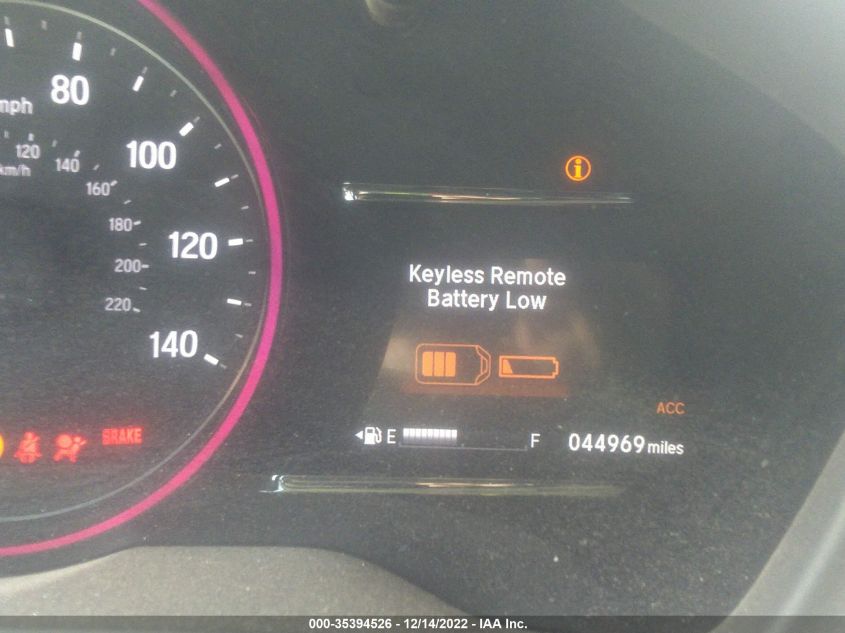 80
mph
100
120
km/h
140
160
180
120
200
220
140
BRAKE
i
Keyless Remote
Battery Low
ACC
E
F
044969 miles
000-35394526 - 12/14/2022 - IAA Inc.